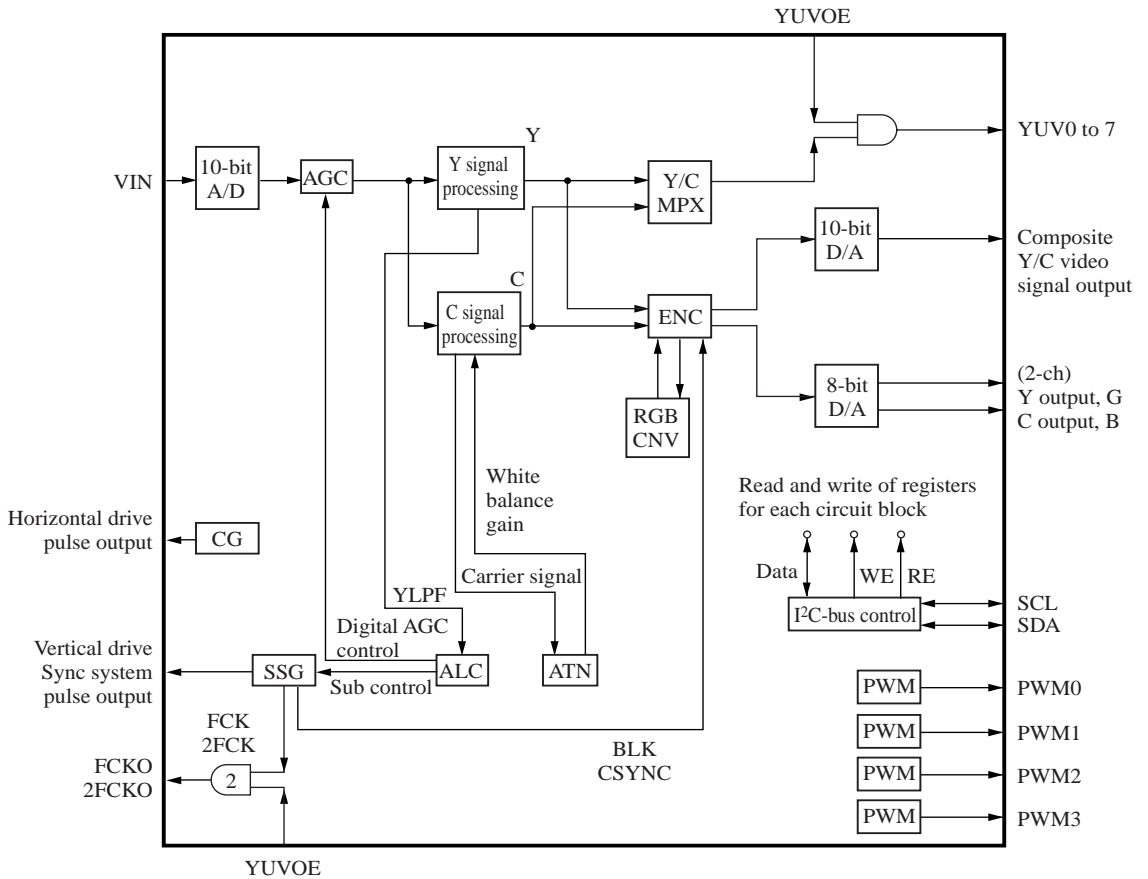 YUVOE
YUV0 to 7
Y
VIN
10-bit
A/D
AGC
Y signal
processing
Y/C
MPX
10-bit
D/A
Composite
Y/C video
signal output
C
C signal
processing
ENC
8-bit
D/A
(2-ch)
Y output, G
C output, B
RGB
CNV
White
balance
gain
Read and write of registers
for each circuit block
Horizontal drive
pulse output
CG
Data
WE
RE
Carrier signal
YLPF
I²C-bus control
SCL
SDA
Digital AGC
control
Vertical drive
Sync system
pulse output
SSG
Sub control
ALC
ATN
PWM
PWM0
FCK
2FCK
BLK
CSYNC
PWM
PWM1
FCKO
2FCKO
2
PWM
PWM2
PWM
PWM3
YUVOE